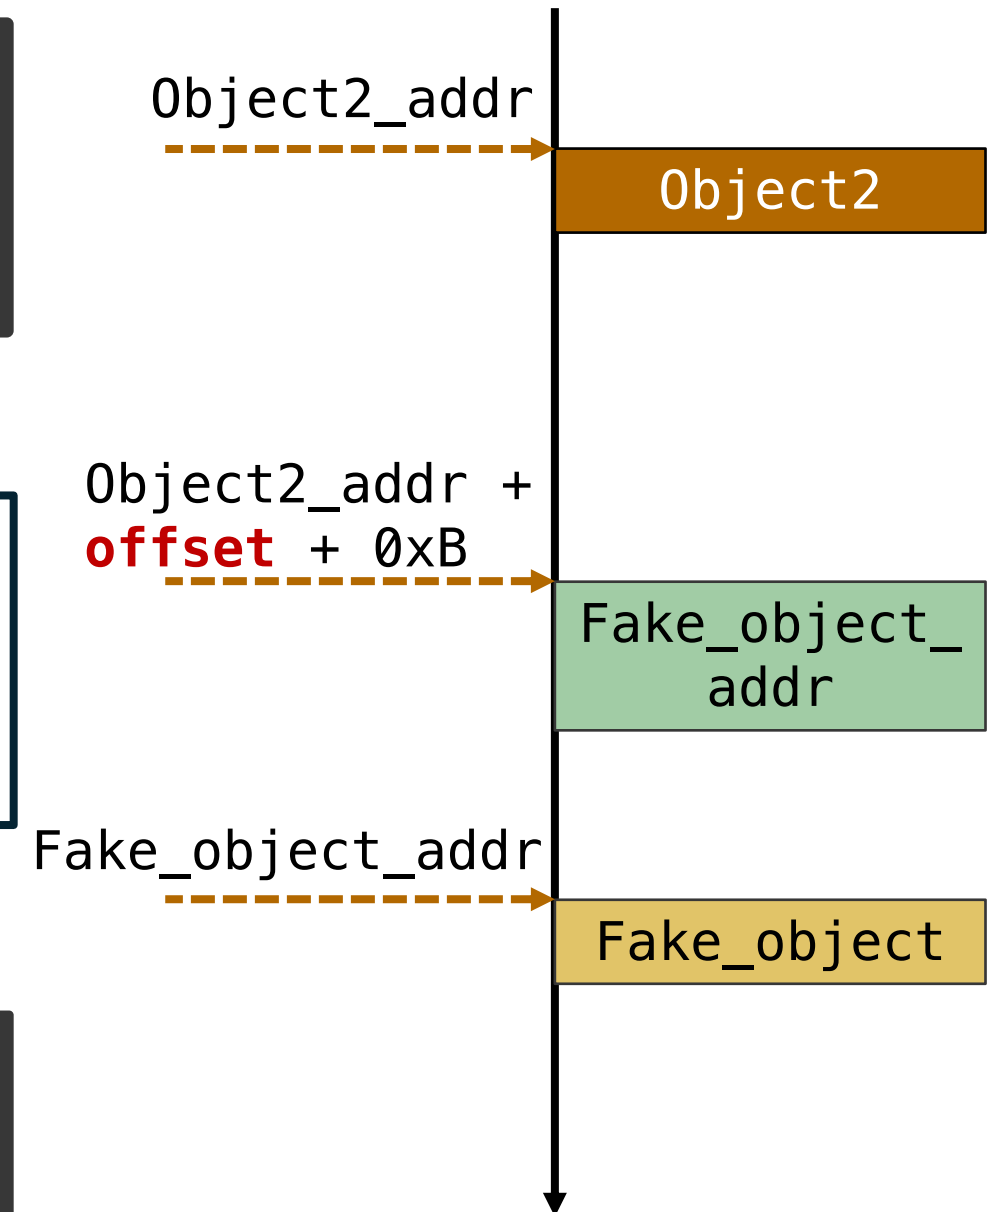 Object2_addr
Object2
Object2_addr +
offset + 0xB
Fake_object_
addr
Fake_object_addr
Fake_object